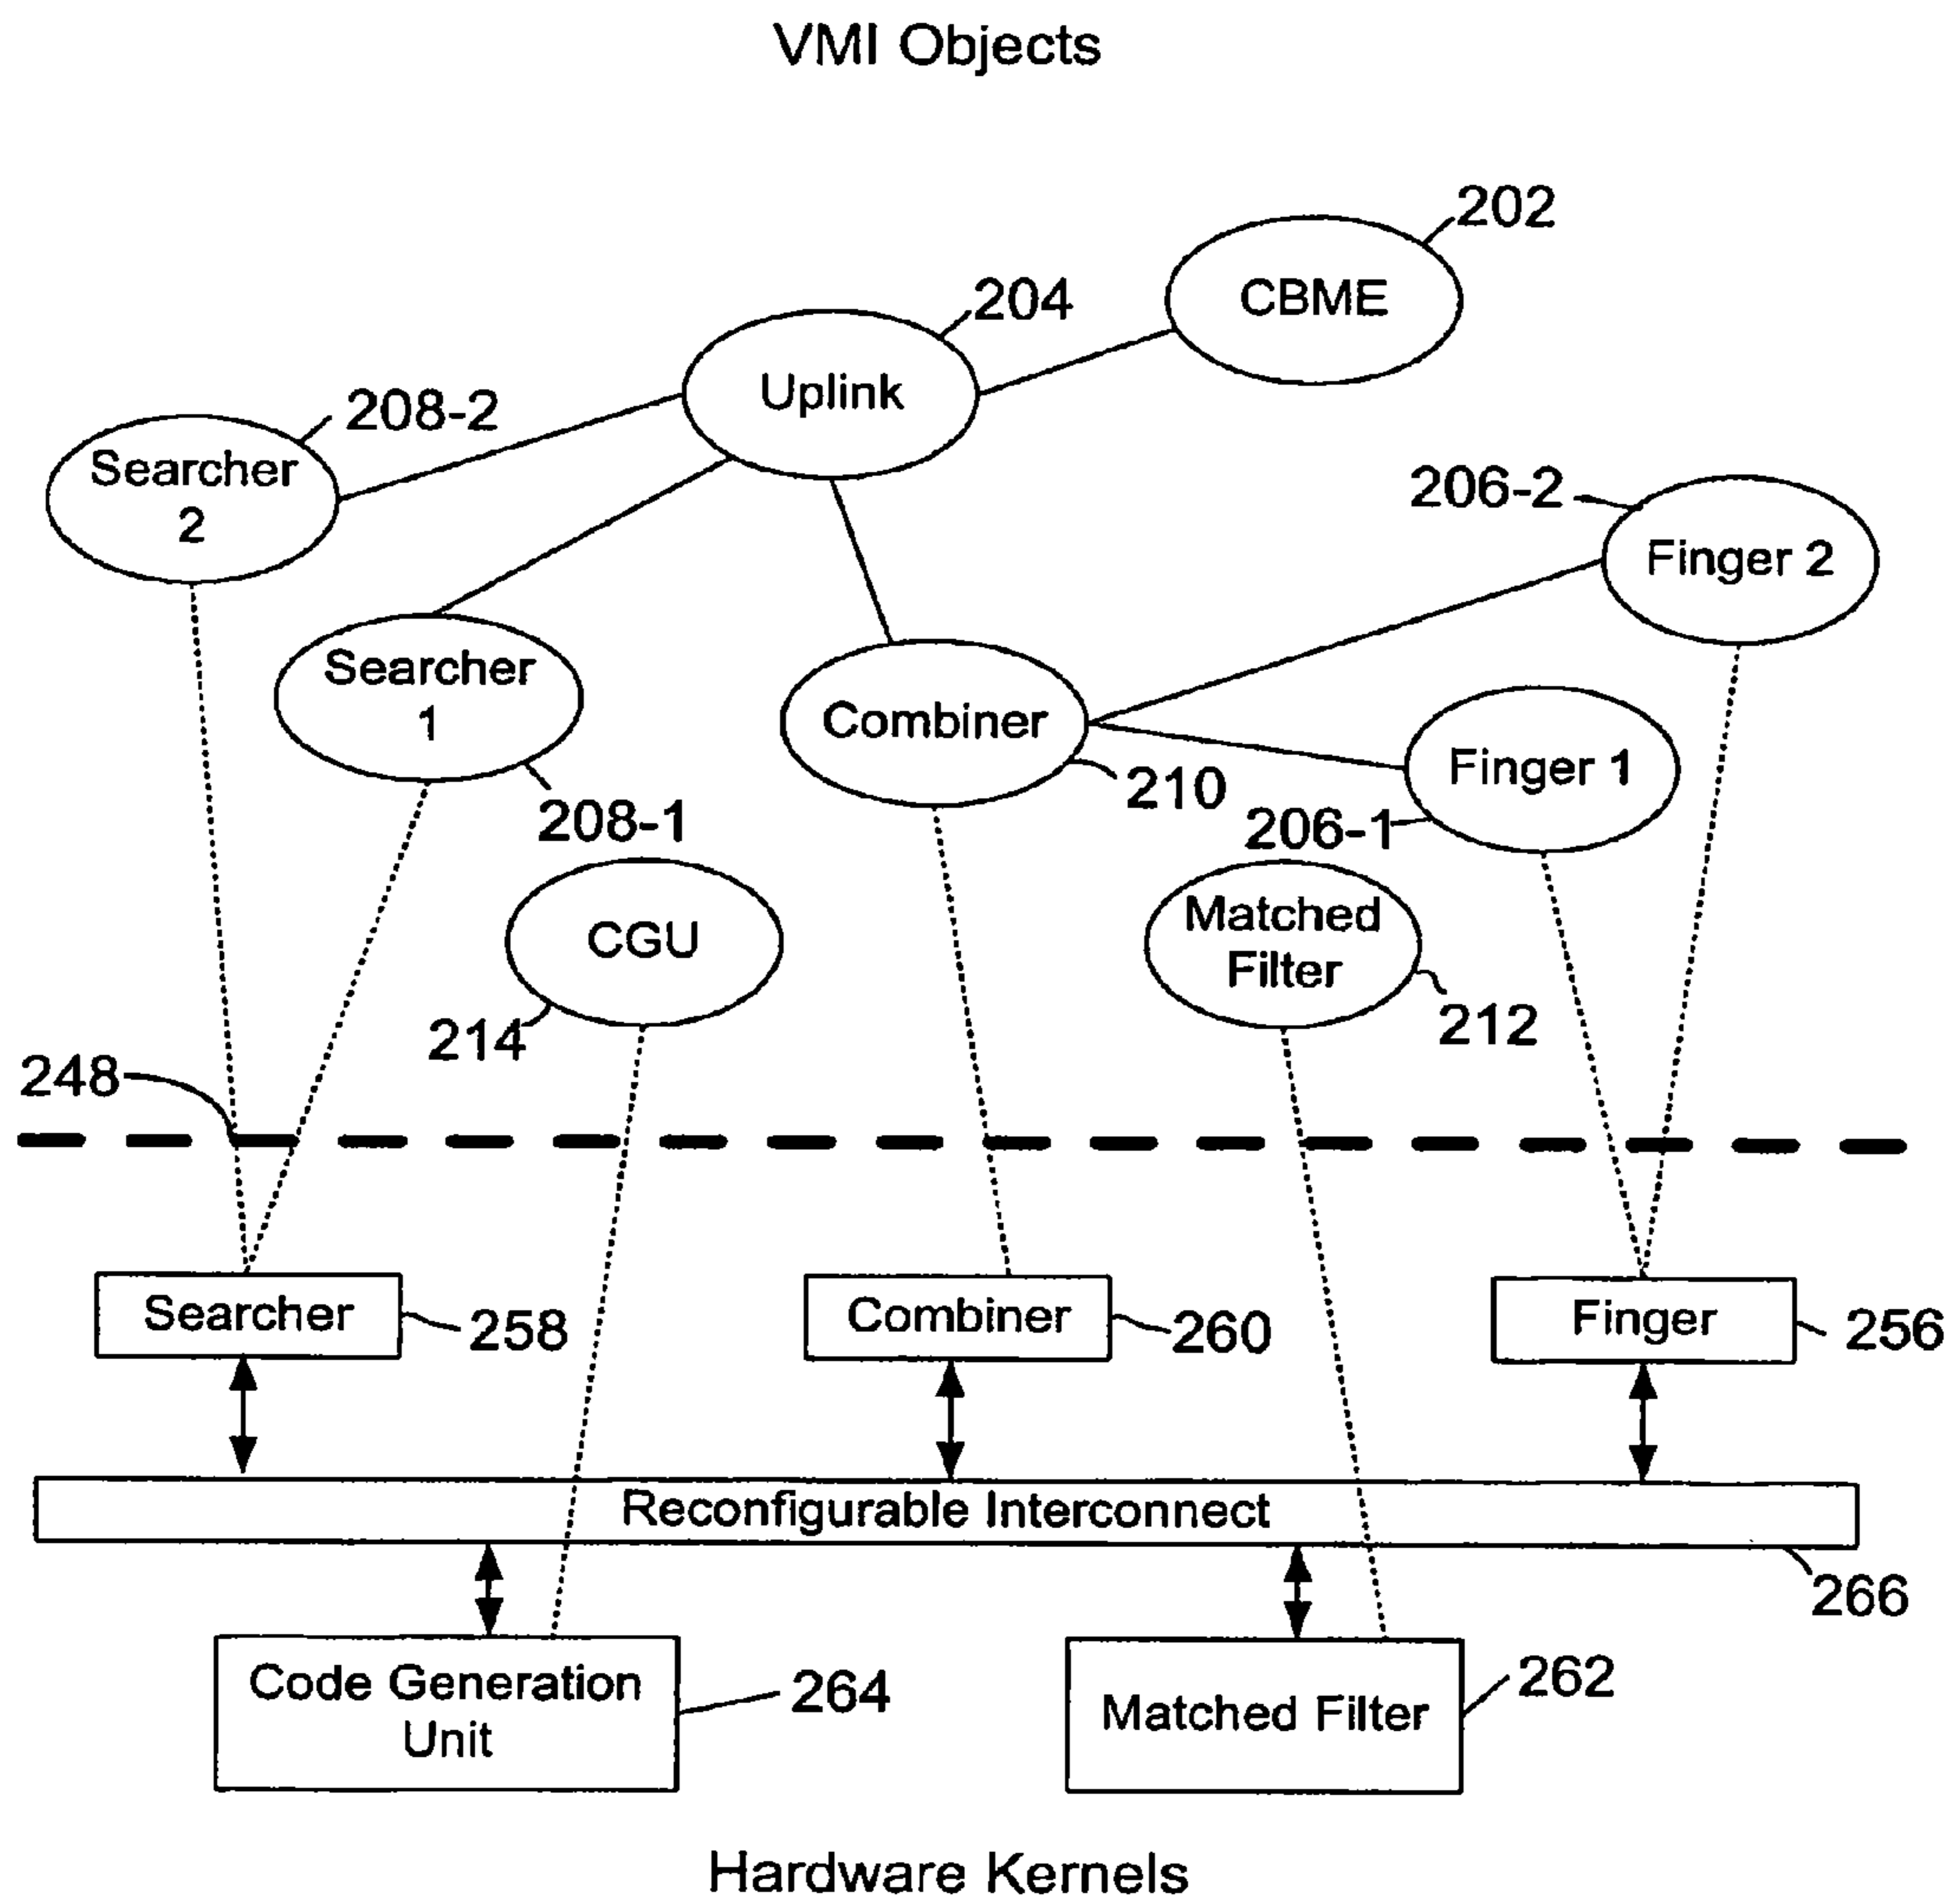 VMI Objects
202
CBME
204
Uplink
208-2
Searcher
2
206-2
Finger 2
Searcher
1
Combiner
Finger 1
210
208-1
206-1
CGU
Matched
Filter
212
214
248
Searcher
258
Combiner
260
Finger
256
Reconfigurable Interconnect
266
Code Generation
Unit
264
Matched Filter
262
Hardware Kernels